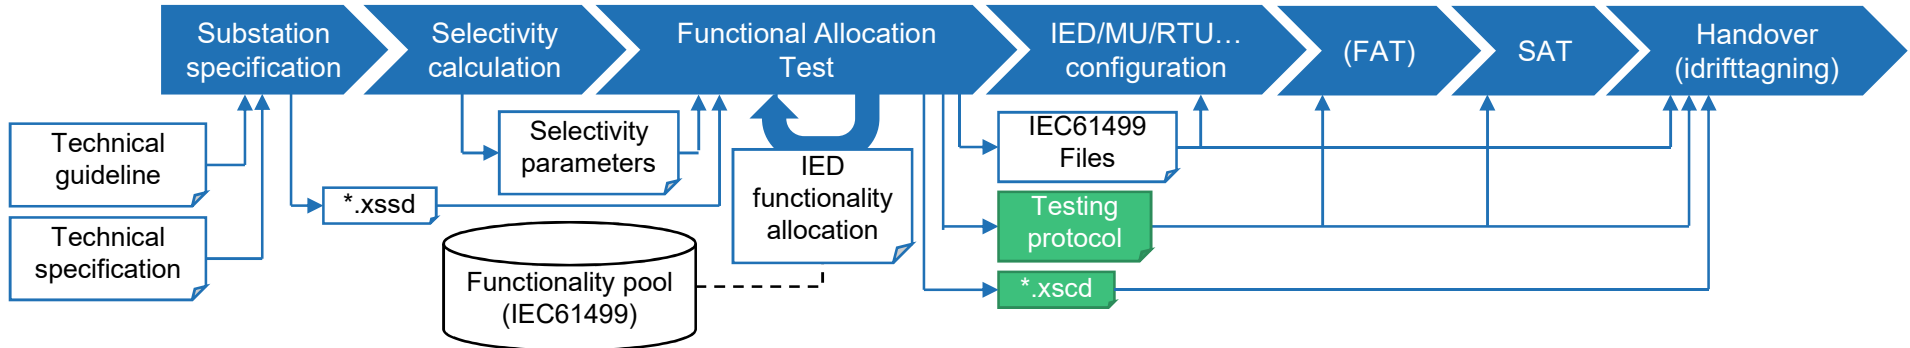 Substation
specification
Selectivity
calculation
Functional Allocation
Test
IED/MU/RTU…
configuration
(FAT)
SAT
Handover
(idrifttagning)
Technical
guideline
Technical
specification
*.xssd
Selectivity
parameters
Functionality pool
(IEC61499)
IED
functionality
allocation
IEC61499
Files
Testing
protocol
*.xscd